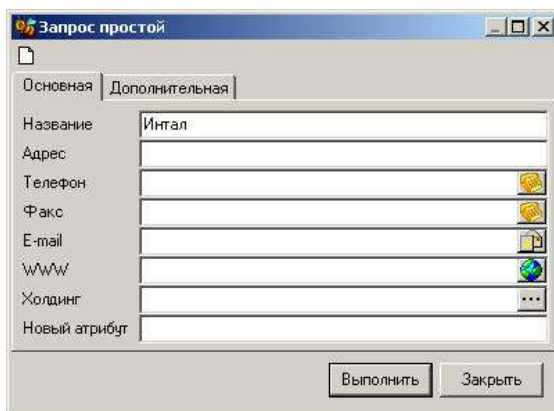 Запрос простой
Основная Дополнительная
Название Интал
Адрес
Телефон
Факс
E-mail
WWW
Холдинг ...
Новый атрибут
Выполнить Закрыть